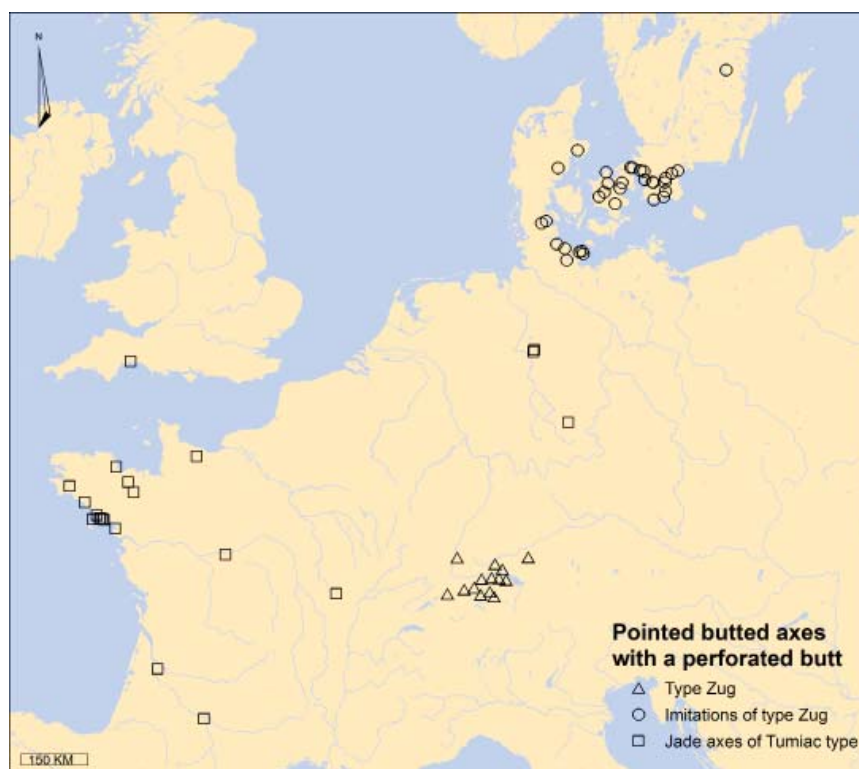 N
Pointed butted axes
with a perforated butt
Type Zug
Imitations of type Zug
Jade axes of Tumiac type
150 KM